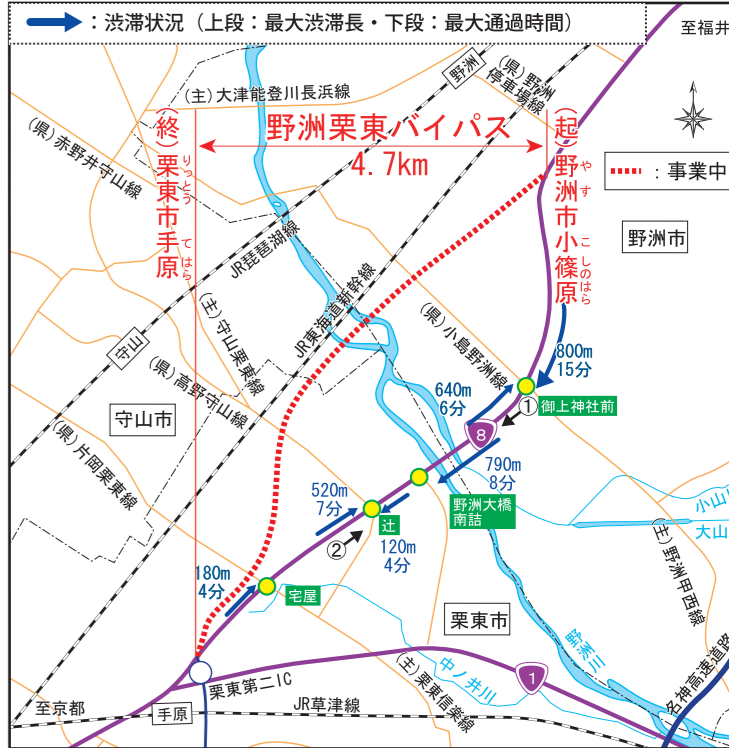 ：渋滞状況（上段：最大渋滞長・下段：最大通過時間）
至福井
野洲
(県)野洲停車場線
(主)大津能登川長浜線
(県)赤野井守山線
野洲栗東バイパス
4.7km
(終)栗東市手原
りっとう
てはら
(起)野洲市小篠原
やす
こしのはら
：事業中
野洲市
JR琵琶湖線
JR東海道新幹線
(主)守山栗東線
守山
(県)高野守山線
守山市
(県)片岡栗東線
(県)小島野洲線
800m
15分
640m
6分
①
御上神社前
8
790m
8分
520m
7分
野洲大橋
南詰
辻
②
120m
4分
小山川
大山
(主)野洲甲西線
180m
4分
宅屋
栗東市
野洲川
中ノ井川
(主)栗東信楽線
1
名神高速道路
栗東第二IC
至京都
手原
JR草津線